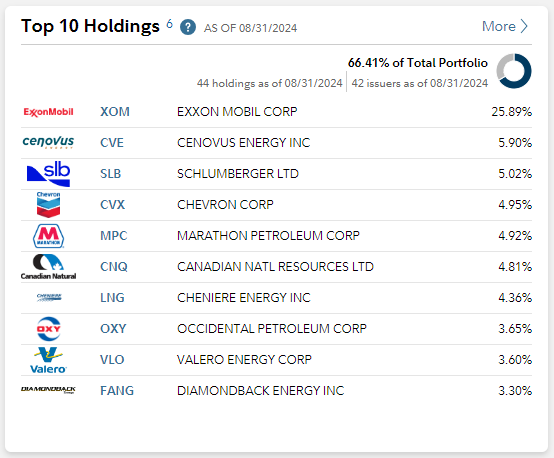 Top 10 Holdings 6 ? AS OF 08/31/2024 More >
66.41% of Total Portfolio
44 holdings as of 08/31/2024 | 42 issuers as of 08/31/2024
ExxonMobil XOM EXXON MOBIL CORP 25.89%
cenovus ENERGY CVE CENOVUS ENERGY INC 5.90%
slb SLB SCHLUMBERGER LTD 5.02%
Chevron CVX CHEVRON CORP 4.95%
MARATHON MPC MARATHON PETROLEUM CORP 4.92%
Canadian Natural CNQ CANADIAN NATL RESOURCES LTD 4.81%
CHENIERE LNG CHENIERE ENERGY INC 4.36%
OXY OXY OCCIDENTAL PETROLEUM CORP 3.65%
Valero VLO VALERO ENERGY CORP 3.60%
DIAMONDBACK Energy FANG DIAMONDBACK ENERGY INC 3.30%